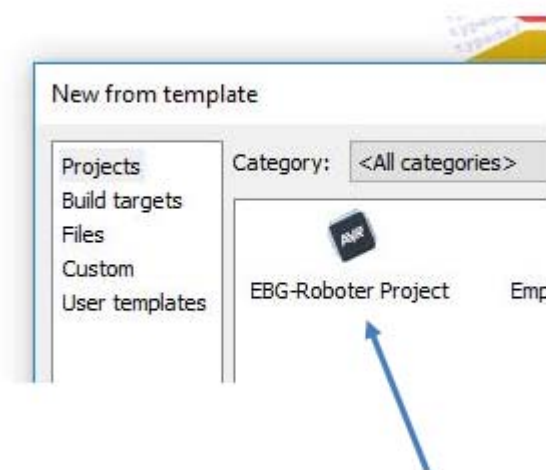 New from template
Projects
Build targets
Files
Custom
User templates
Category: <All categories>
AVR
EBG-Roboter Project